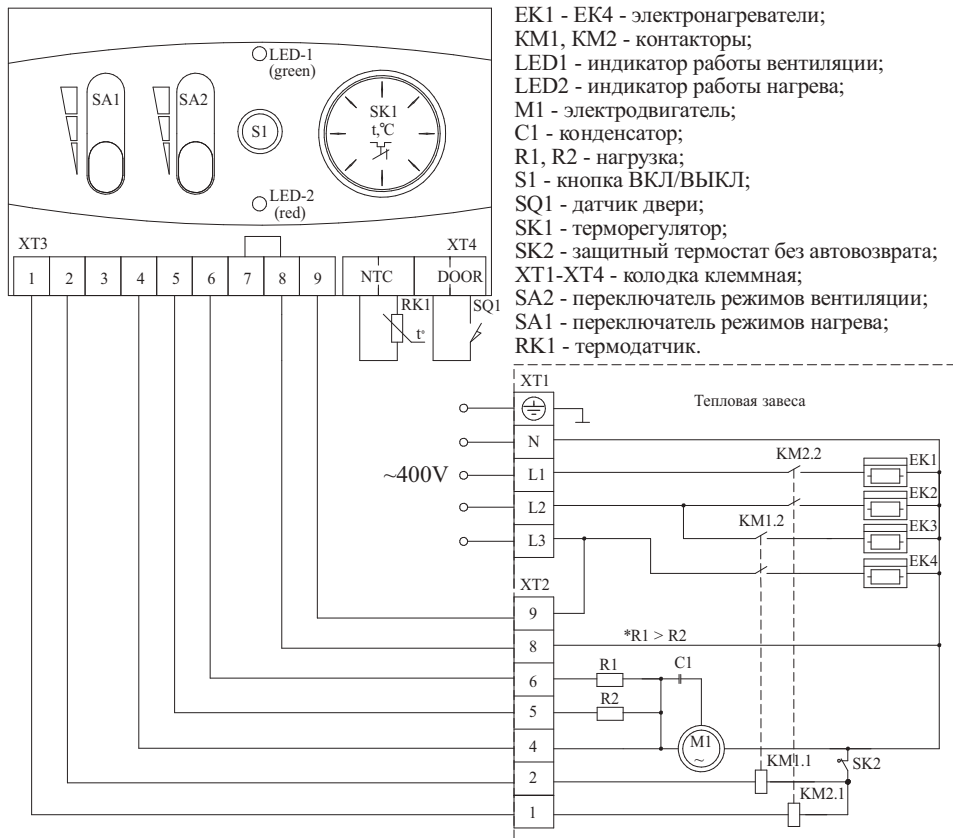 LED-1
(green)
SA1
SA2
S1
SK1
t,°C
LED-2
(red)
XT3
XT4
1 2 3 4 5 6 7 8 9
NTC
DOOR
RK1
t°
SQ1
EK1 - EK4 - электронагреватели;
KM1, KM2 - контакторы;
LED1 - индикатор работы вентиляции;
LED2 - индикатор работы нагрева;
M1 - электродвигатель;
C1 - конденсатор;
R1, R2 - нагрузка;
S1 - кнопка ВКЛ/ВЫКЛ;
SQ1 - датчик двери;
SK1 - терморегулятор;
SK2 - защитный термостат без автовозврата;
XT1-XT4 - колодка клеммная;
SA2 - переключатель режимов вентиляции;
SA1 - переключатель режимов нагрева;
RK1 - термодатчик.
XT1
Тепловая завеса
N
~400V
L1
L2
L3
KM2.2
KM1.2
EK1
EK2
EK3
EK4
XT2
9
8
6
5
4
2
1
*R1 > R2
R1
C1
R2
M1
~
KM1.1
SK2
KM2.1